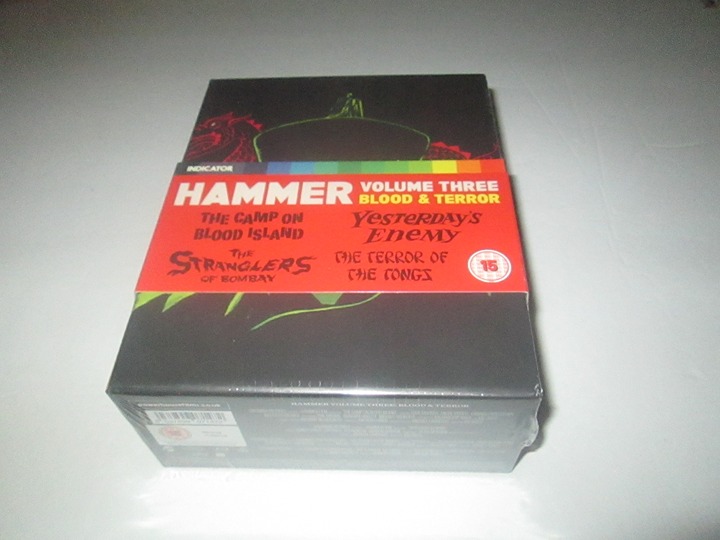 INDICATOR
HAMMER VOLUME THREE
BLOOD & TERROR
THE CAMP ON
BLOOD ISLAND
YESTERDAY'S
ENEMY
THE
STRANGLERS
OF BOMBAY
THE TERROR OF
THE TONGS
15
HAMMER VOLUME THREE: BLOOD & TERROR